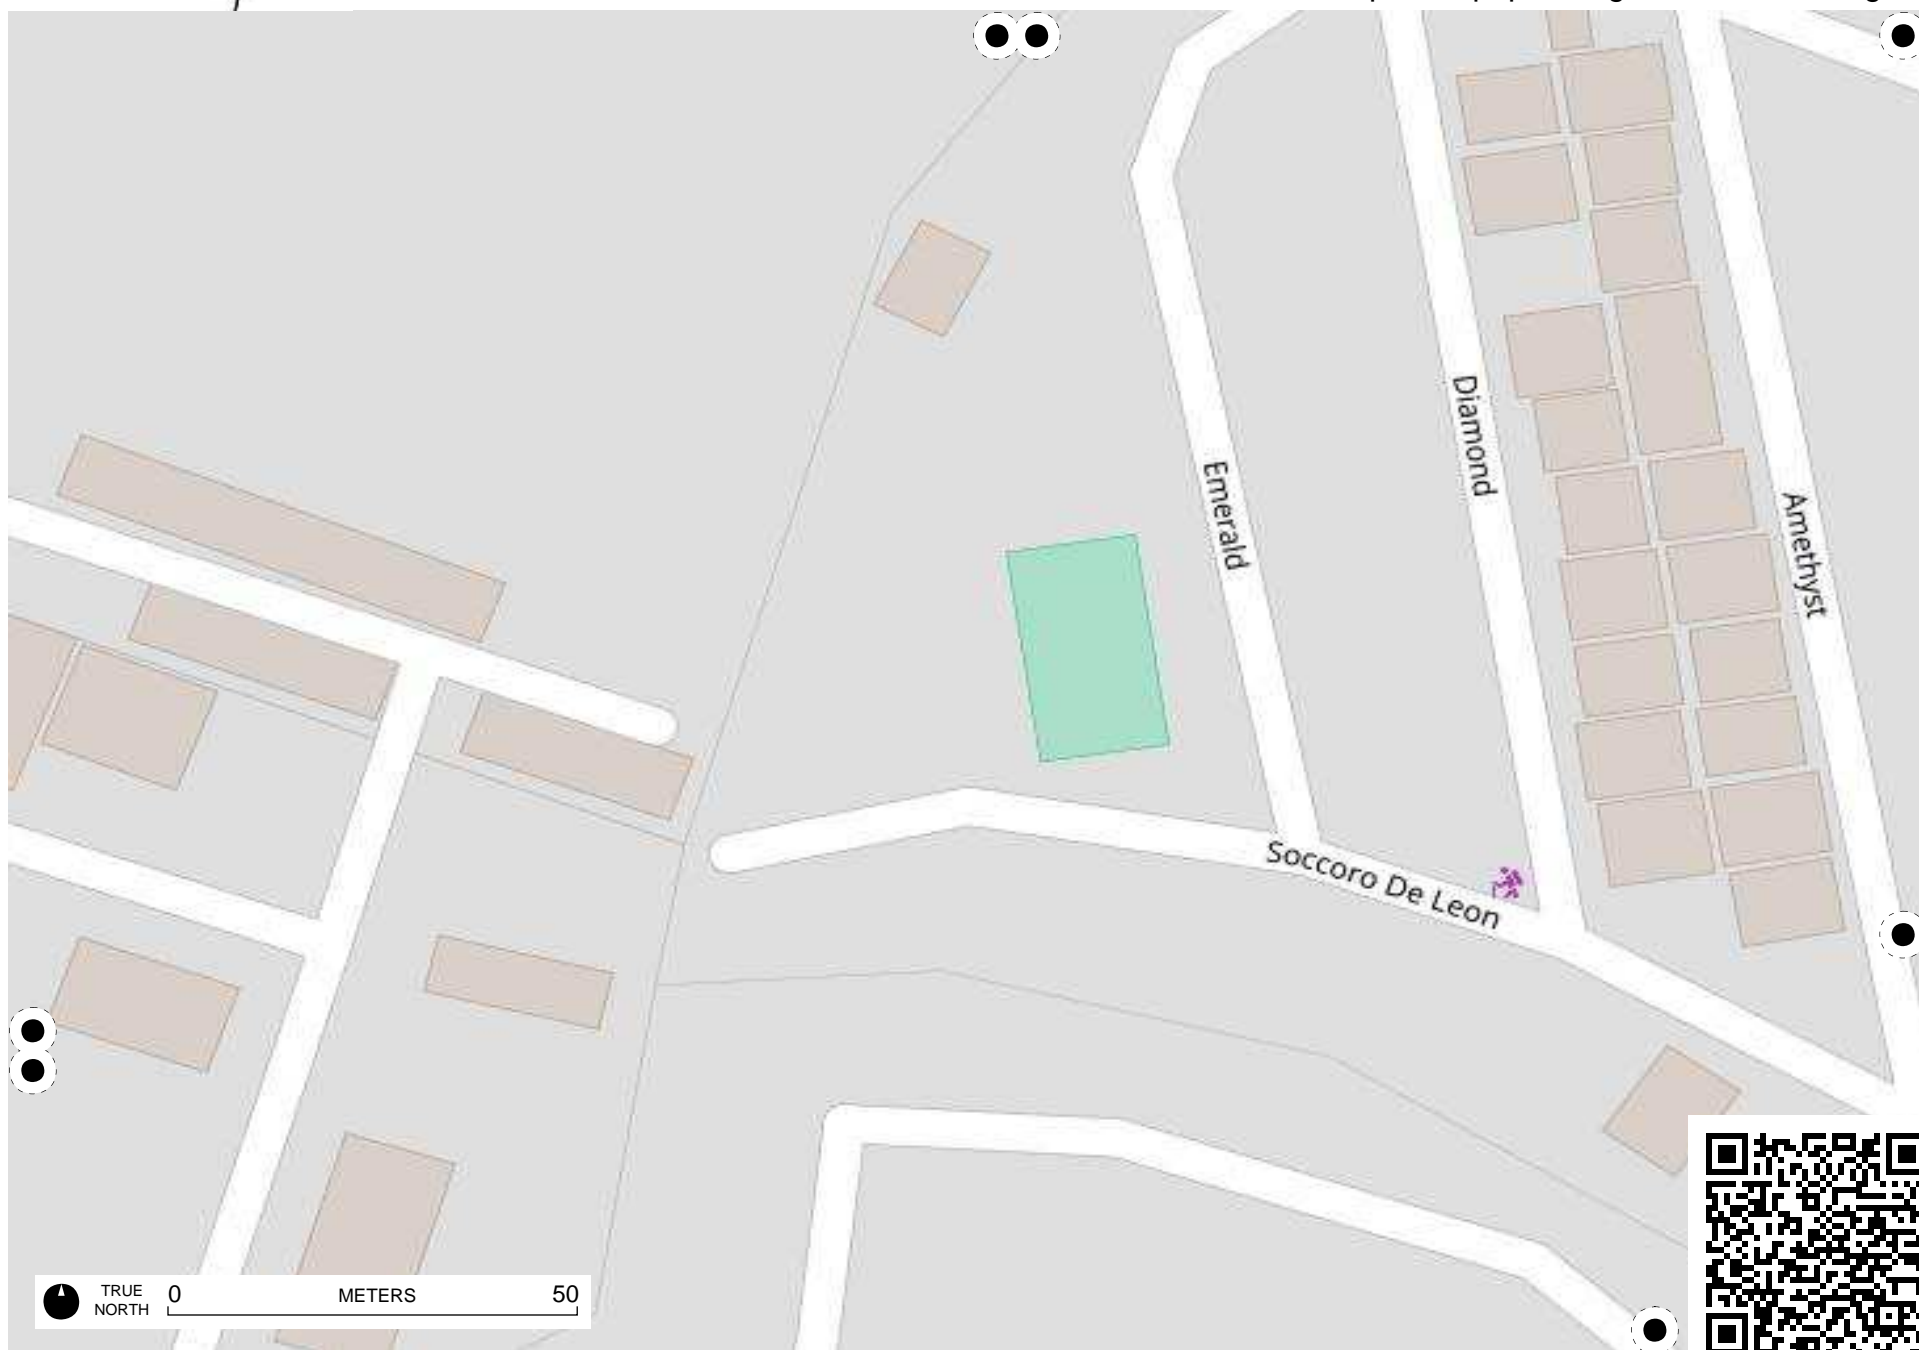 Emerald
Diamond
Amethyst
Soccoro De Leon
TRUE
NORTH
0
METERS
50